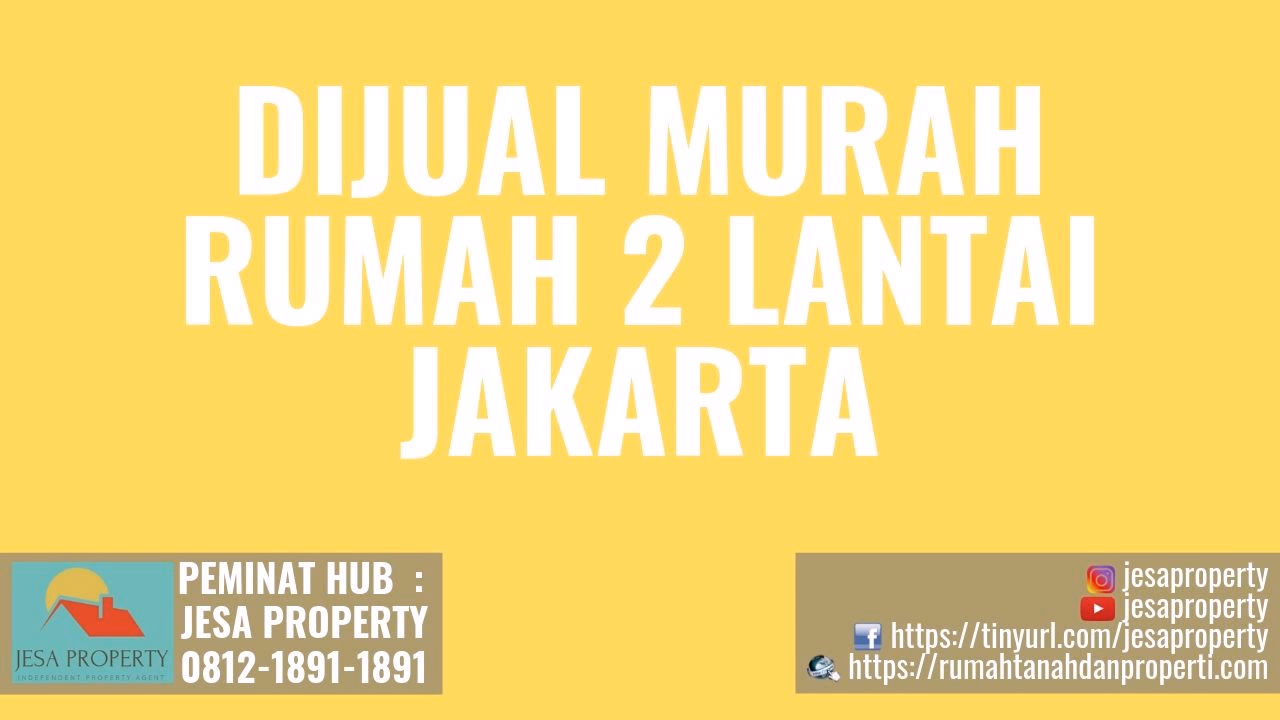 DIJUAL MURAH
RUMAH 2 LANTAI
JAKARTA
PEMINAT HUB :
JESA PROPERTY
0812-1891-1891
JESA PROPERTY
INDEPENDENT PROPERTY AGENT
jesaproperty
jesaproperty
https://tinyurl.com/jesaproperty
https://rumahtanahdanproperti.com